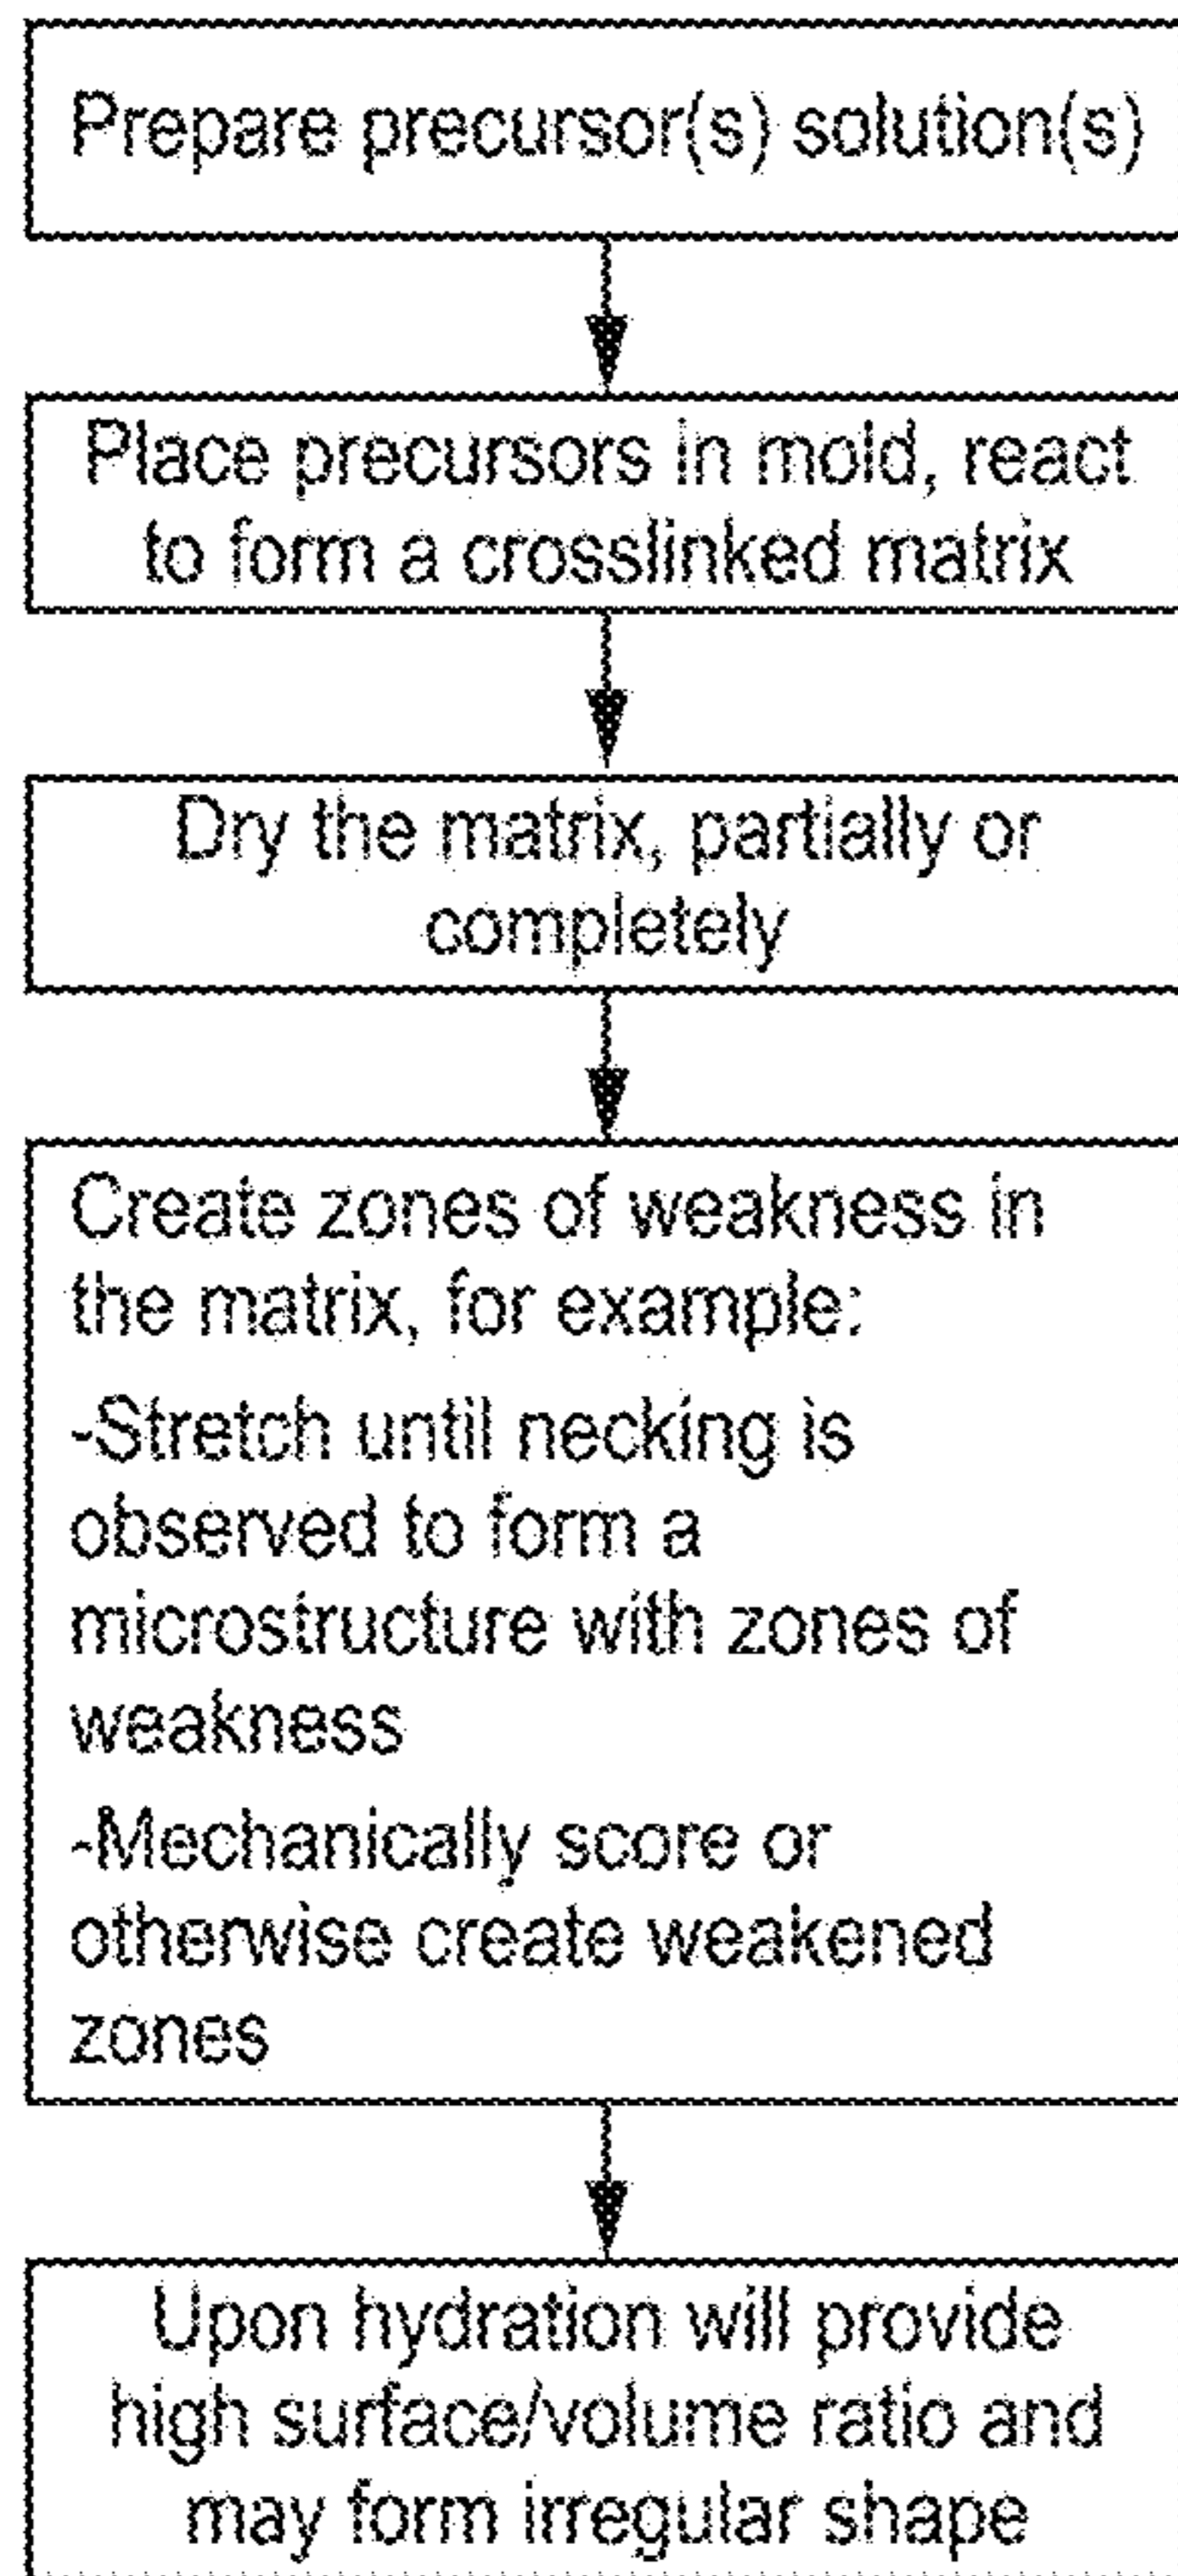 Prepare precursor(s) solution(s)
Place precursors in mold, react
to form a crosslinked matrix
Dry the matrix, partially or
completely
Create zones of weakness in
the matrix, for example:
-Stretch until necking is
observed to form a
microstructure with zones of
weakness
-Mechanically score or
otherwise create weakened
zones
Upon hydration will provide
high surface/volume ratio and
may form irregular shape